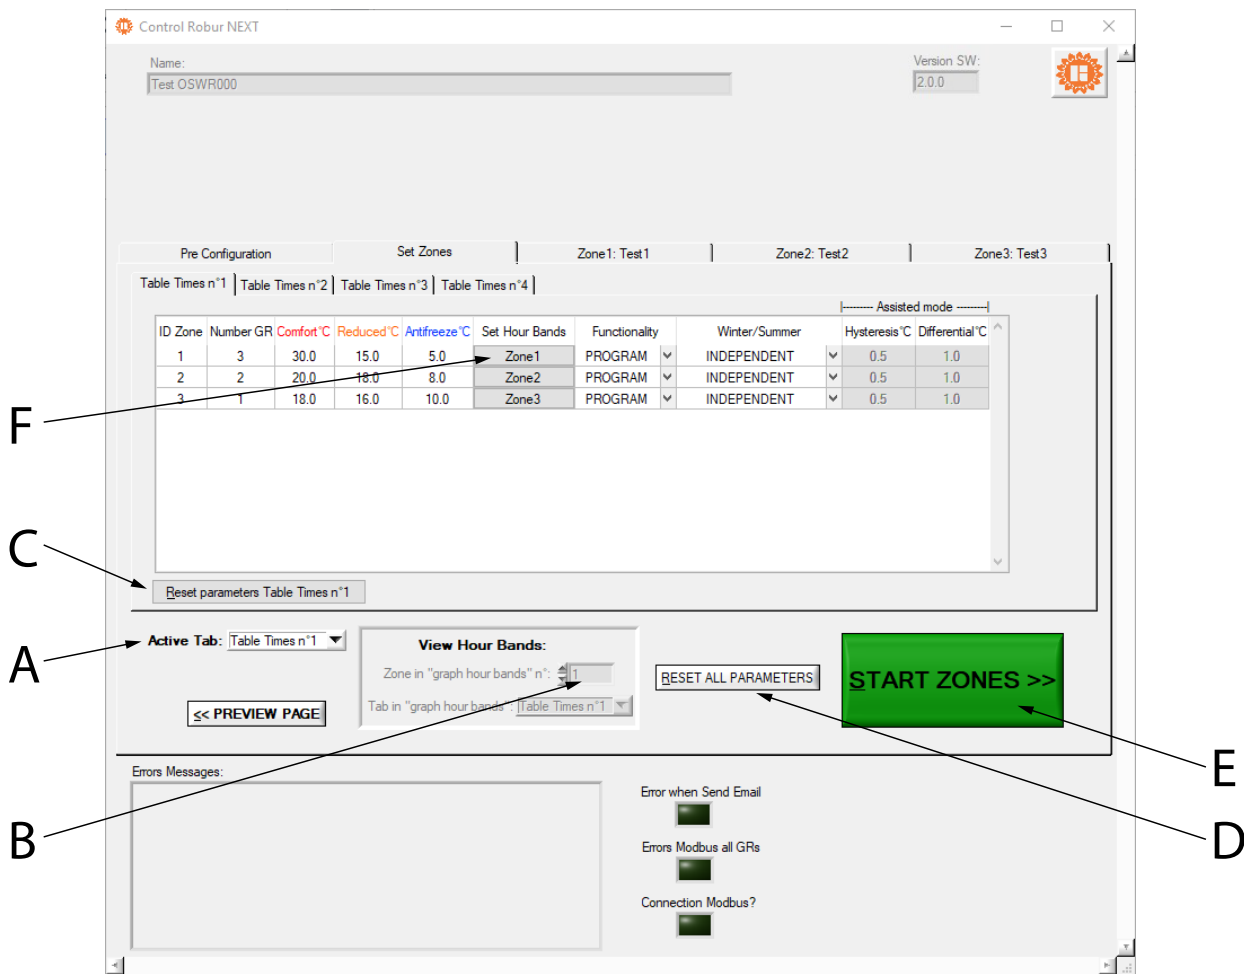 Control Robur NEXT
Name:
Version SW:
Test OSWR000
2.0.0
Pre Configuration
Set Zones
Zone1: Test1
Zone2: Test2
Zone3: Test3
Table Times n°1
Table Times n°2
Table Times n°3
Table Times n°4
|-------- Assisted mode --------|
ID Zone Number GR Comfort°C Reduced°C Antifreeze°C Set Hour Bands Functionality Winter/Summer Hysteresis°C Differential°C
1 3 30.0 15.0 5.0 Zone1 PROGRAM INDEPENDENT 0.5 1.0
2 2 20.0 18.0 8.0 Zone2 PROGRAM INDEPENDENT 0.5 1.0
3 1 18.0 16.0 10.0 Zone3 PROGRAM INDEPENDENT 0.5 1.0
F
C
Reset parameters Table Times n°1
A
Active Tab: Table Times n°1
View Hour Bands:
Zone in "graph hour bands" n°: 1
Tab in "graph hour bands": Table Times n°1
RESET ALL PARAMETERS
START ZONES >>
<< PREVIEW PAGE
E
Errors Messages:
B
D
Error when Send Email
Errors Modbus all GRs
Connection Modbus?